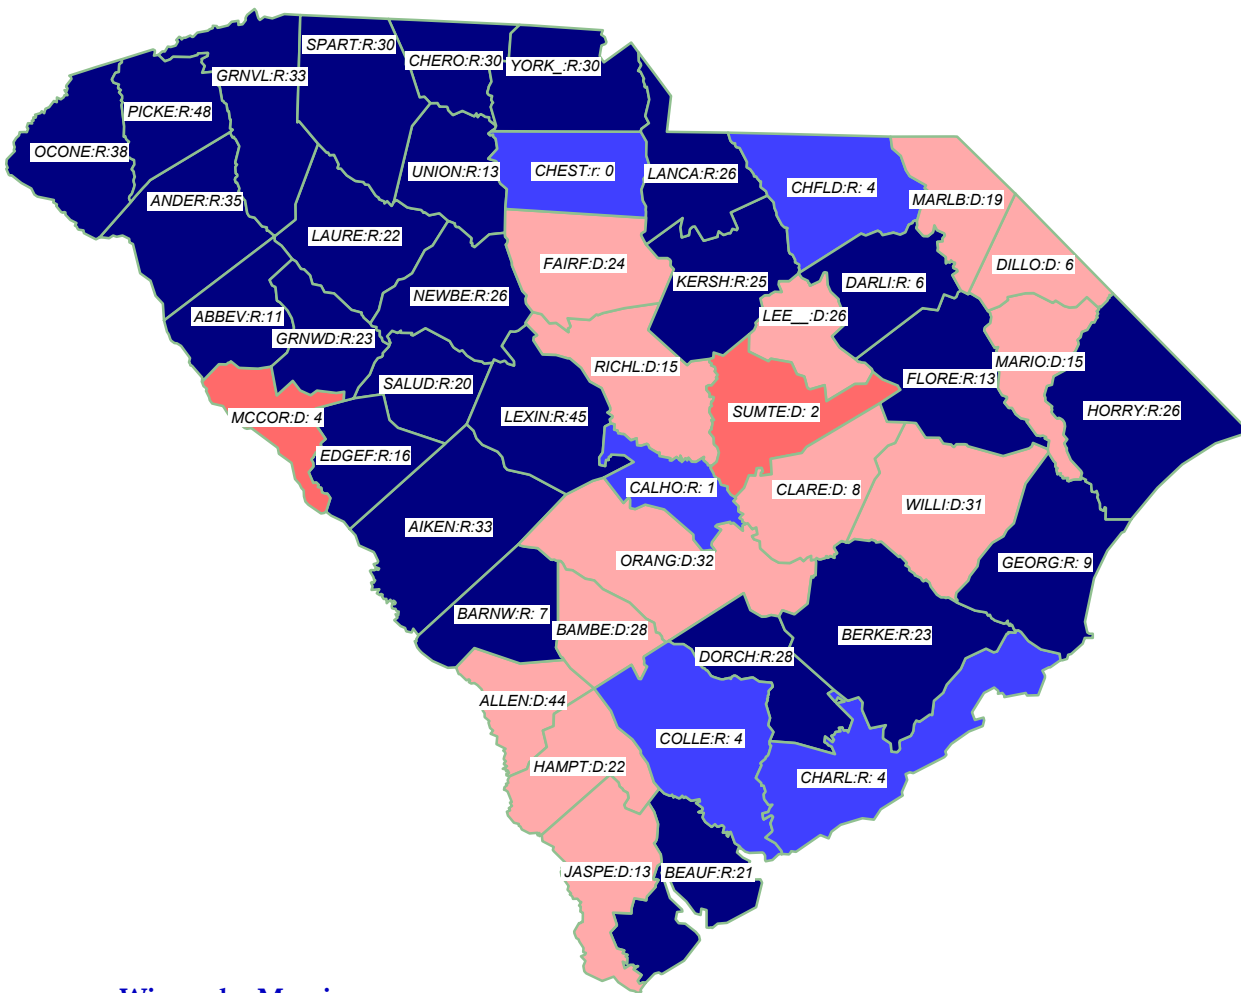 SPART:R:30
CHERO:R:30
YORK_:R:30
GRNVL:R:33
PICKE:R:48
OCONE:R:38
UNION:R:13
CHEST:r: 0
LANCA:R:26
CHFLD:R: 4
MARLB:D:19
ANDER:R:35
LAURE:R:22
FAIRF:D:24
DILLO:D: 6
KERSH:R:25
DARLI:R: 6
NEWBE:R:26
ABBEV:R:11
LEE__:D:26
GRNWD:R:23
RICHL:D:15
MARIO:D:15
SALUD:R:20
FLORE:R:13
MCCOR:D: 4
LEXIN:R:45
SUMTE:D: 2
HORRY:R:26
EDGEF:R:16
CALHO:R: 1
CLARE:D: 8
WILLI:D:31
AIKEN:R:33
ORANG:D:32
GEORG:R: 9
BARNW:R: 7
BAMBE:D:28
BERKE:R:23
DORCH:R:28
ALLEN:D:44
COLLE:R: 4
HAMPT:D:22
CHARL:R: 4
JASPE:D:13
BEAUF:R:21